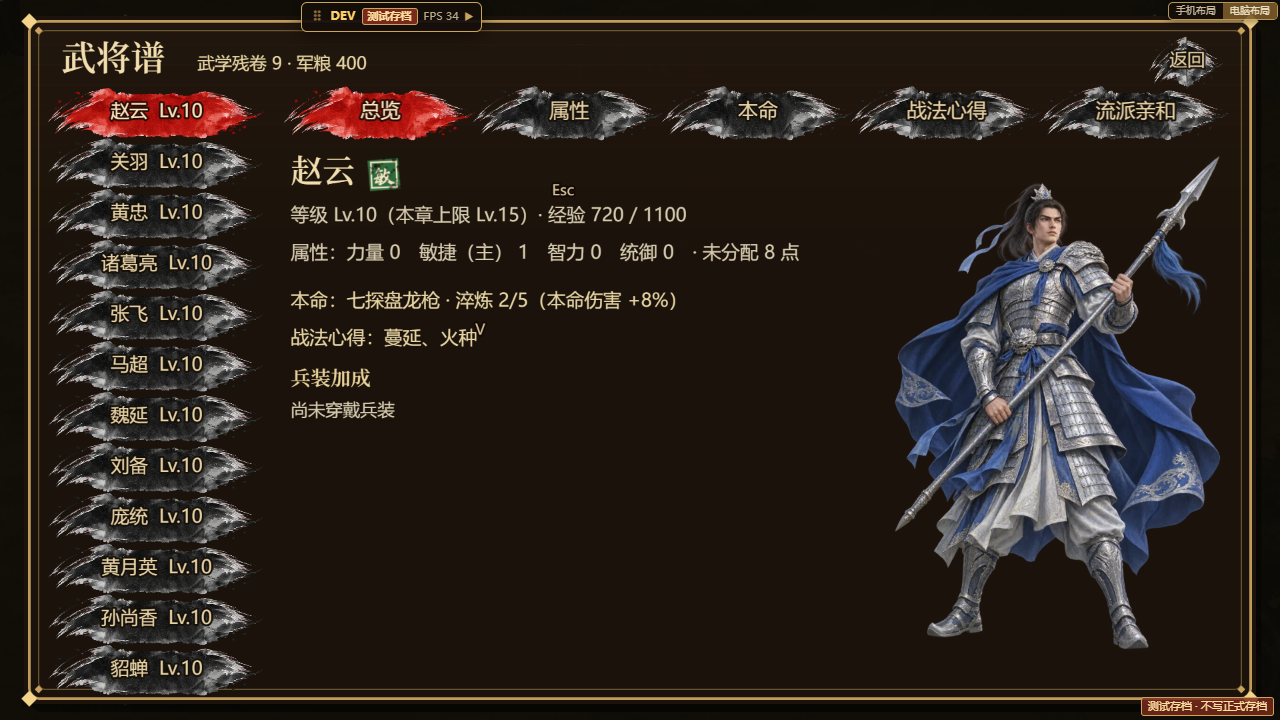 DEV 测试存档 FPS 34 ▶
手机布局 电脑布局
武将谱 武学残卷 9 · 军粮 400
返回
赵云 Lv.10
关羽 Lv.10
黄忠 Lv.10
诸葛亮 Lv.10
张飞 Lv.10
马超 Lv.10
魏延 Lv.10
刘备 Lv.10
庞统 Lv.10
黄月英 Lv.10
孙尚香 Lv.10
貂蝉 Lv.10
总览 属性 本命 战法心得 流派亲和
赵云 敏
Esc
等级 Lv.10（本章上限 Lv.15）· 经验 720 / 1100
属性：力量 0 敏捷（主） 1 智力 0 统御 0 · 未分配 8 点
本命：七探盘龙枪 · 淬炼 2/5（本命伤害 +8%）
战法心得：蔓延、火种
V
兵装加成
尚未穿戴兵装
测试存档 · 不写正式存档